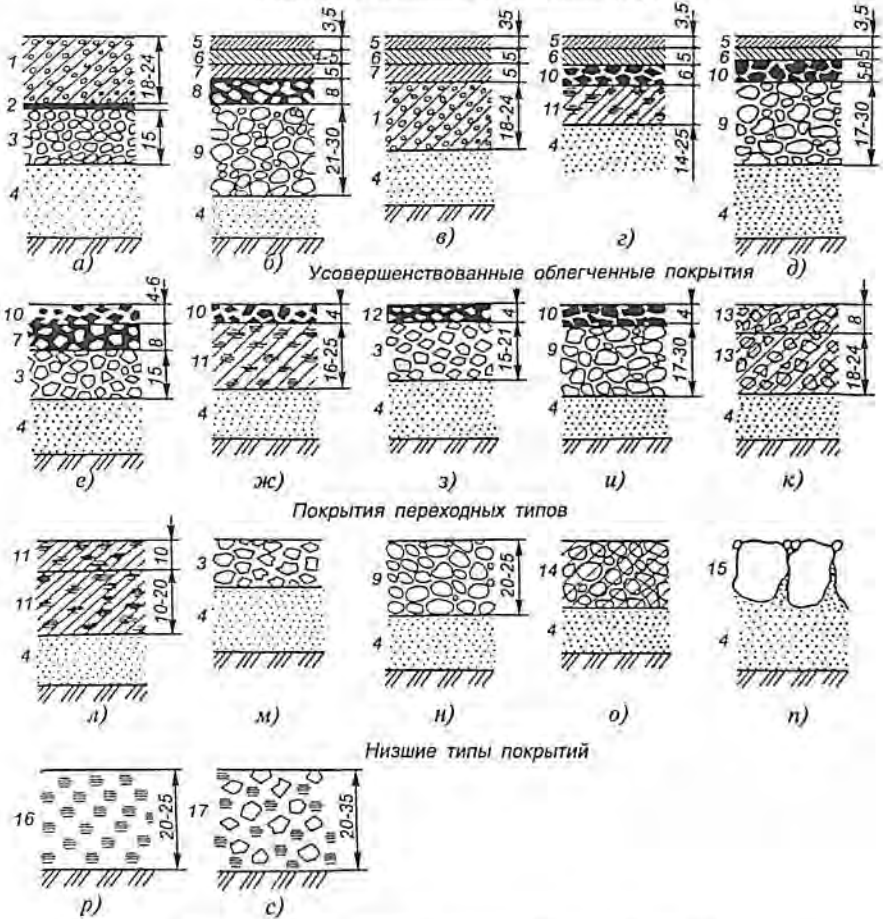 3,5 35 3,5 3,5
1 18-24 5 5 5 5
6 4-5 6 5 6 5 6 5
7 5 7 5 10 6 10 5-8
2 8 8 11
3 15 9 21-30 1 18-24 4 14-25 9 17-30
4 4 4 4
а) б) в) г) д)
Усовершенствованные облегченные покрытия
10 4-6 10 4 12 4 10 4 13 8
7 8 11 16-25 3 15-21 9 17-30 13 18-24
3 15
4 4 4 4 4
е) ж) з) и) к)
Покрытия переходных типов
11 10 3 9 20-25 14 15
11 10-20
4 4 4 4 4
л) м) н) о) п)
Низшие типы покрытий
16 20-25 17 20-35
р) с)